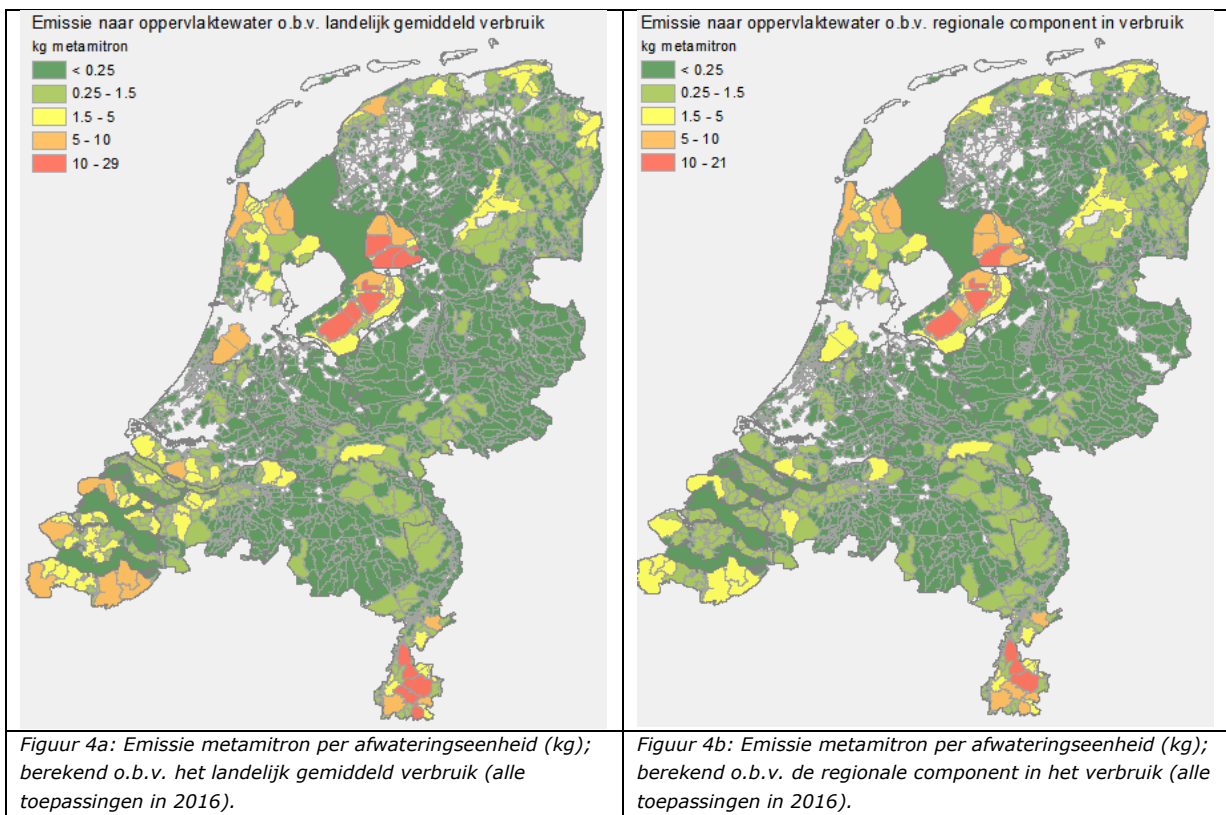 Emissie naar oppervlaktewater o.b.v. landelijk gemiddeld verbruik
kg metamitron
< 0.25
0.25 - 1.5
1.5 - 5
5 - 10
10 - 29
Figuur 4a: Emissie metamitron per afwateringseenheid (kg);
berekend o.b.v. het landelijk gemiddeld verbruik (alle
toepassingen in 2016).
Emissie naar oppervlaktewater o.b.v. regionale component in verbruik
kg metamitron
< 0.25
0.25 - 1.5
1.5 - 5
5 - 10
10 - 21
Figuur 4b: Emissie metamitron per afwateringseenheid (kg);
berekend o.b.v. de regionale component in het verbruik (alle
toepassingen in 2016).